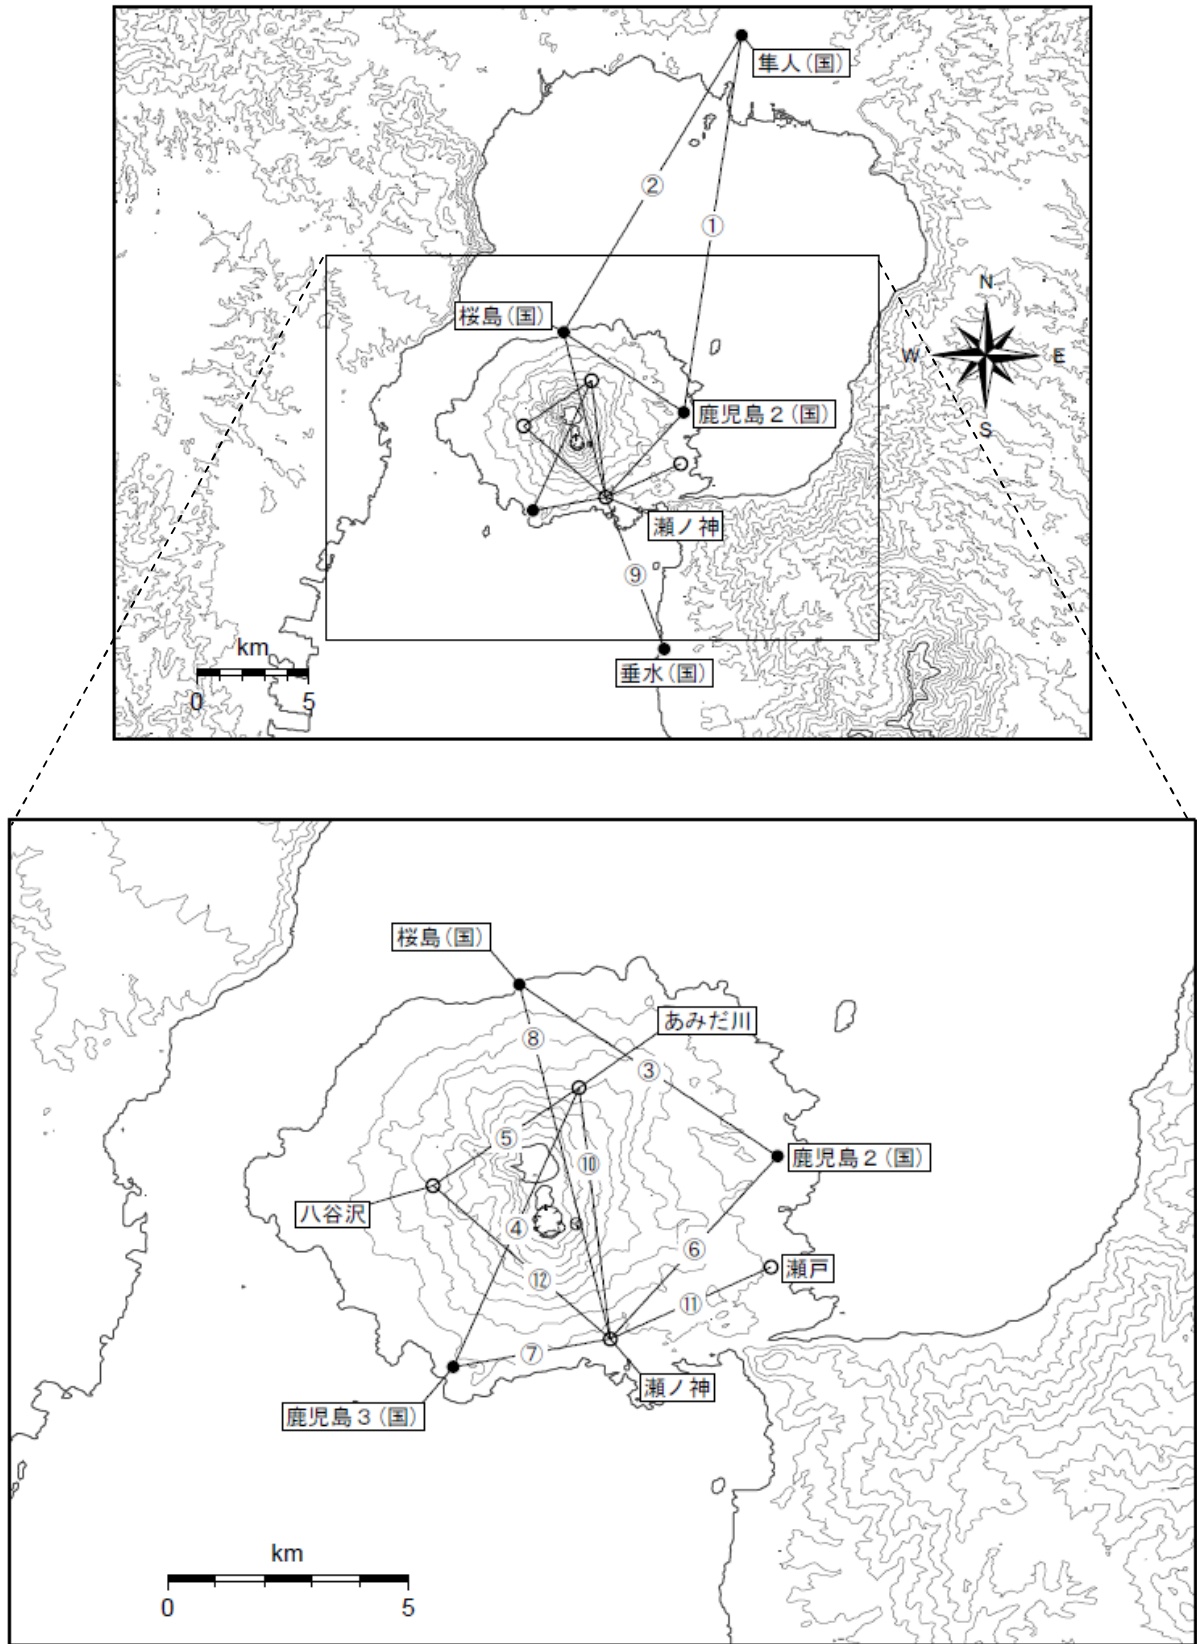 隼人(国)
②
①
N
W
E
S
桜島(国)
鹿児島2(国)
瀬ノ神
⑨
km
0
5
垂水(国)
桜島(国)
あみだ川
⑧
③
⑤
⑩
鹿児島2(国)
八谷沢
④
⑥
瀬戸
⑫
⑪
⑦
瀬ノ神
鹿児島3(国)
km
0
5